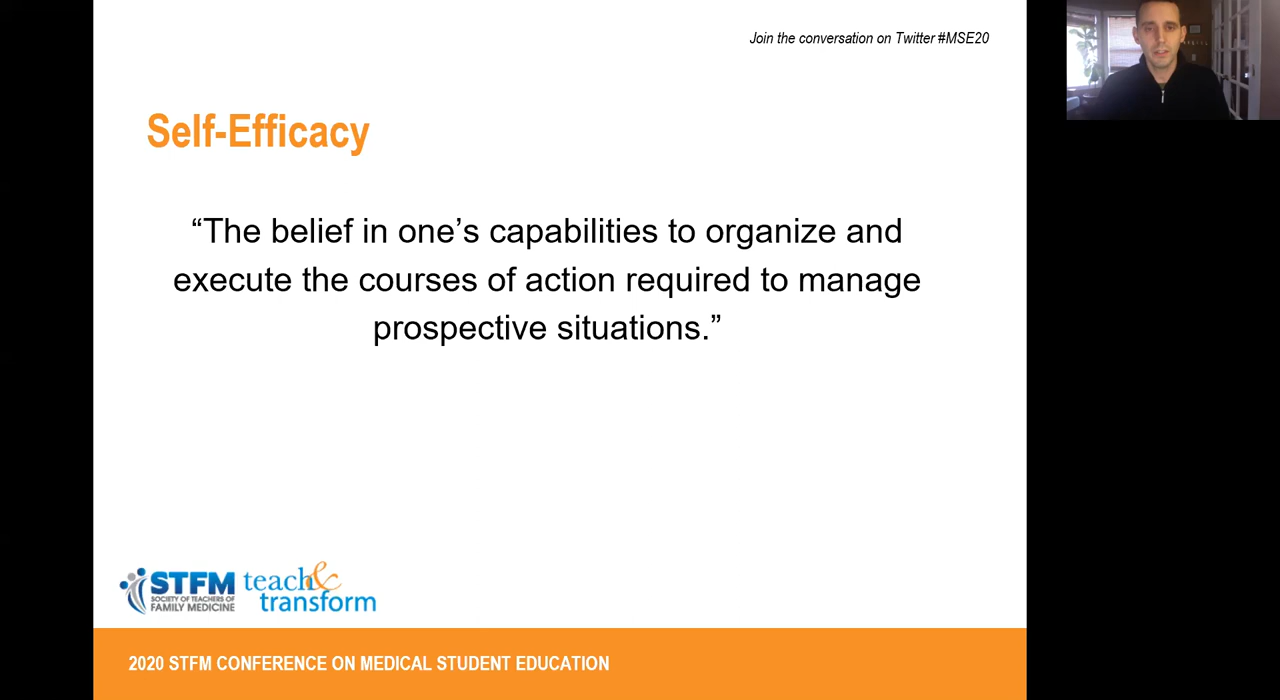 Join the conversation on Twitter #MSE20
Self-Efficacy
“The belief in one’s capabilities to organize and
execute the courses of action required to manage
prospective situations.”
STFM
SOCIETY OF TEACHERS OF
FAMILY MEDICINE
teach&
transform
2020 STFM CONFERENCE ON MEDICAL STUDENT EDUCATION